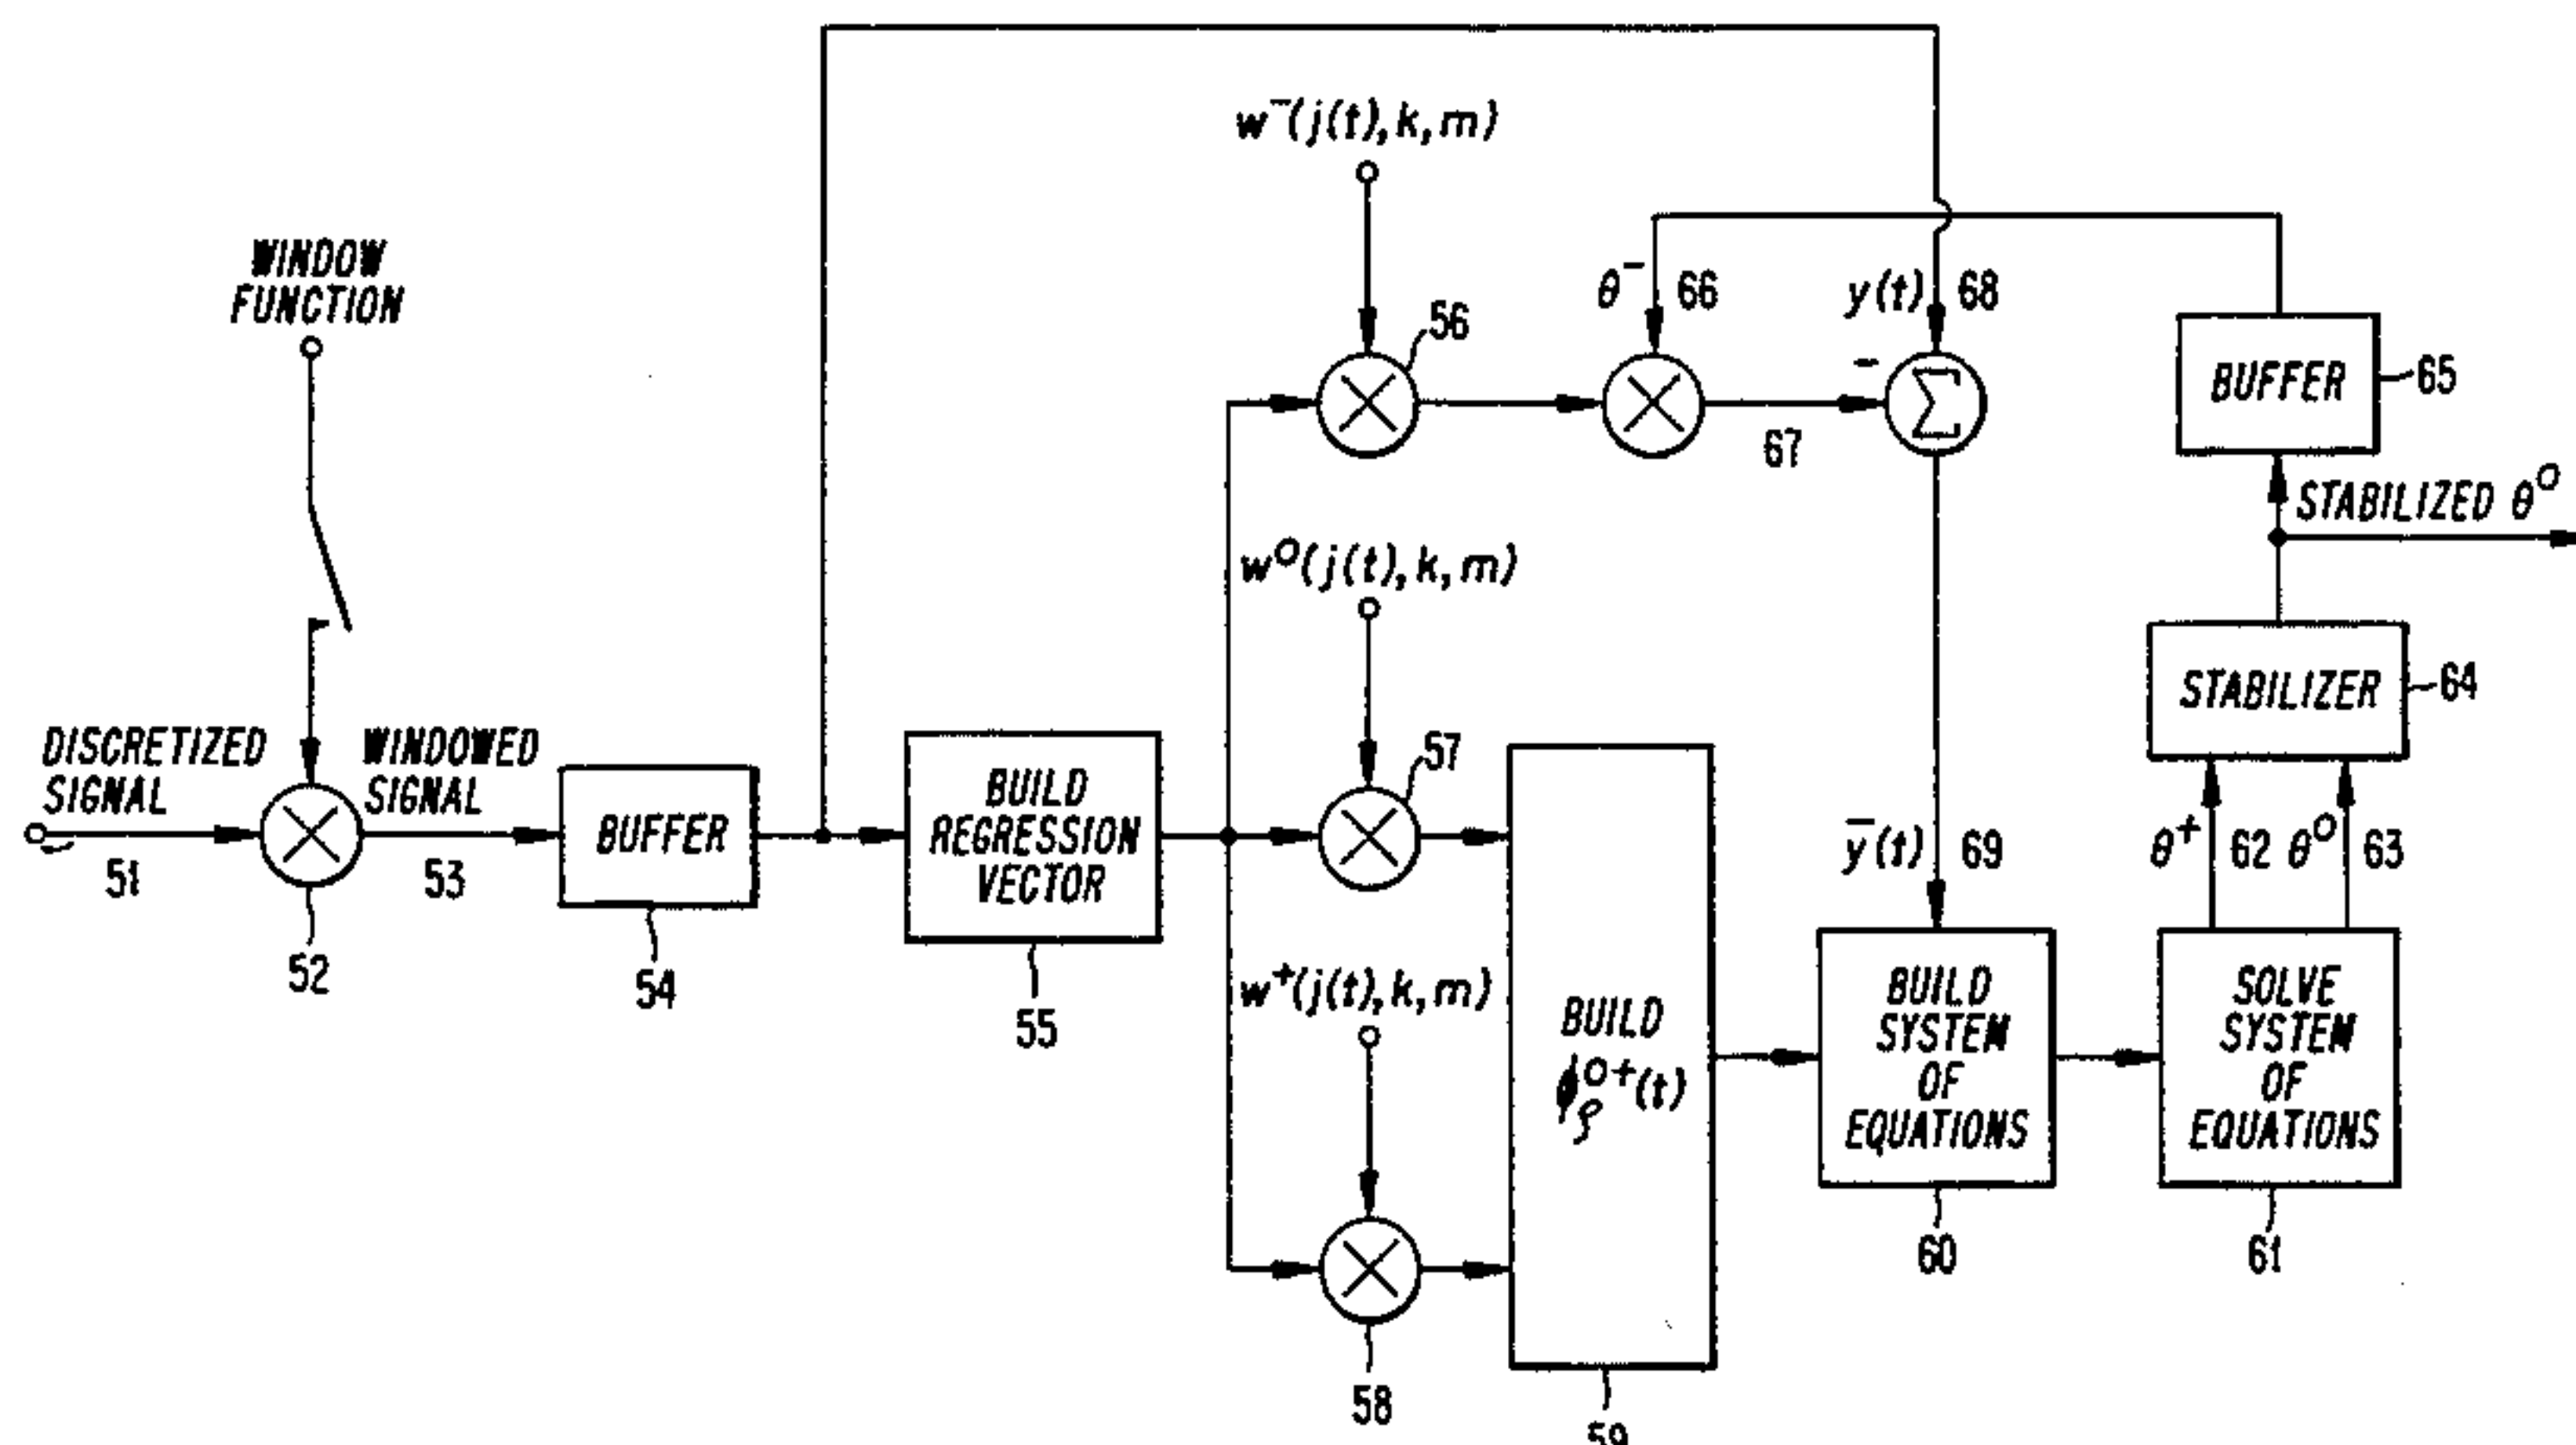 w⁻(j(t),k,m)
WINDOW
FUNCTION
θ⁻ 66
y(t) 68
56
-
BUFFER
65
67
STABILIZED θ⁰
w⁰(j(t),k,m)
STABILIZER
64
DISCRETIZED
SIGNAL
WINDOWED
SIGNAL
57
51
52
53
BUFFER
54
BUILD
REGRESSION
VECTOR
55
Σ
ȳ(t) 69
θ⁺ 62 θ⁰ 63
w⁺(j(t),k,m)
58
BUILD
ϕρ⁰⁺(t)
59
BUILD
SYSTEM
OF
EQUATIONS
60
SOLVE
SYSTEM
OF
EQUATIONS
61